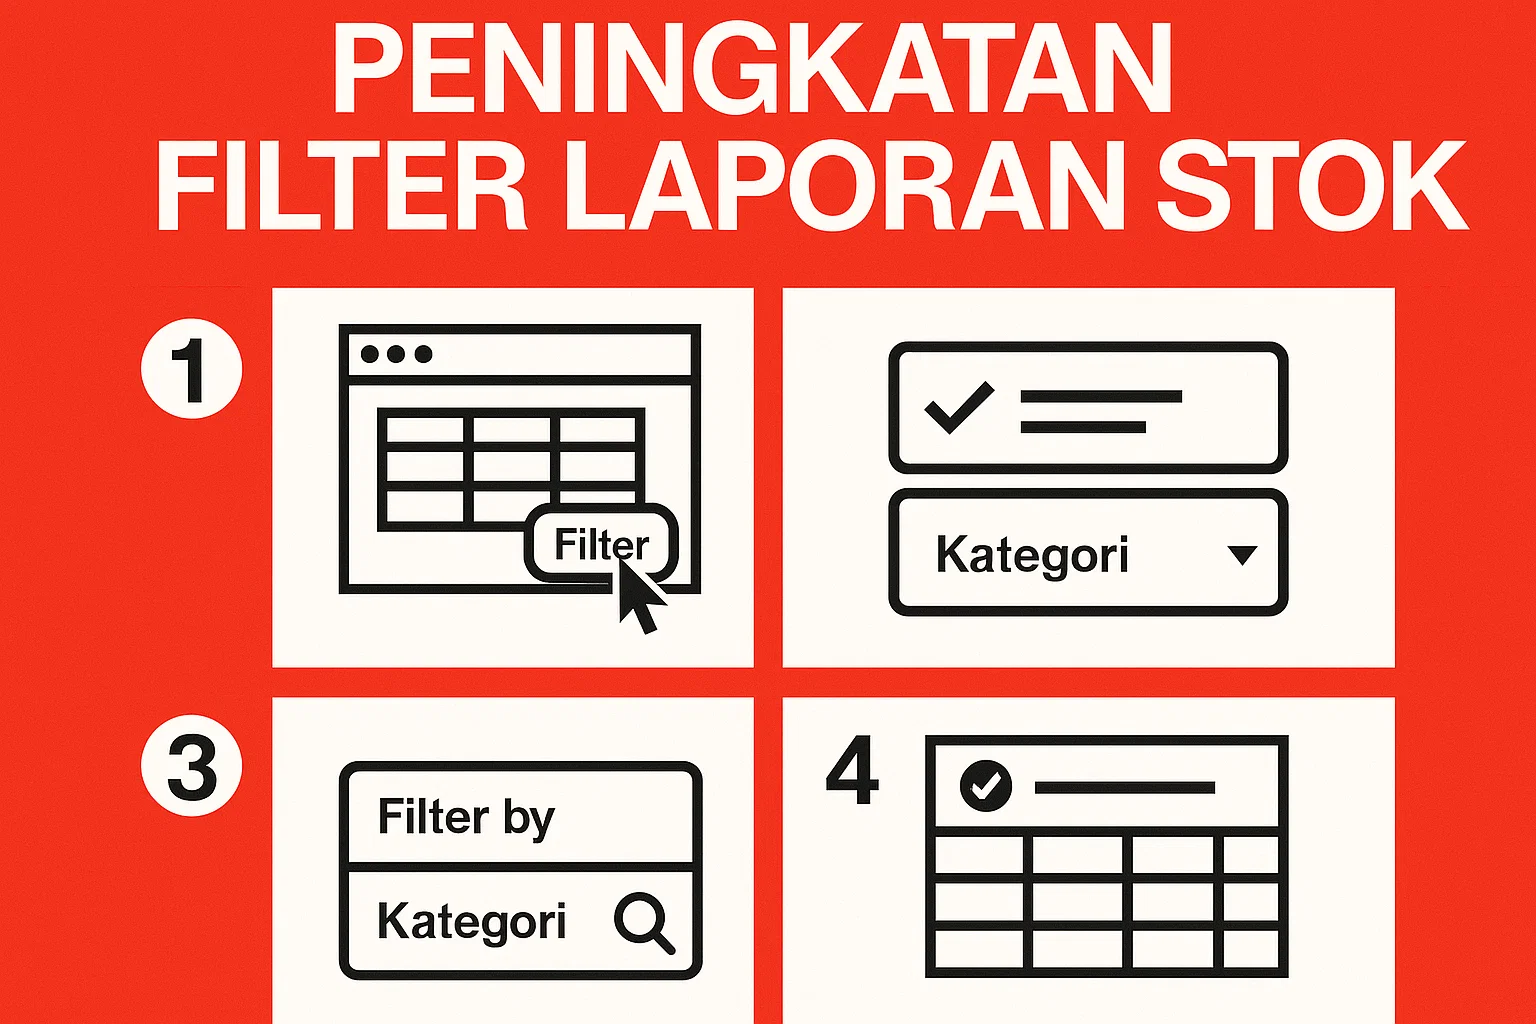 PENINGKATAN
FILTER LAPORAN STOK
1
Filter
Kategori
3
Filter by
Kategori
4